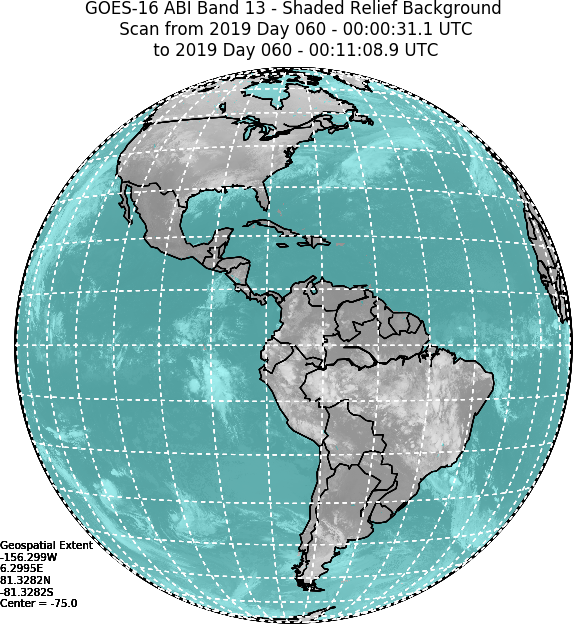 GOES-16 ABI Band 13 - Shaded Relief Background
Scan from 2019 Day 060 - 00:00:31.1 UTC
to 2019 Day 060 - 00:11:08.9 UTC
Geospatial Extent
-156.299W
6.2995E
81.3282N
-81.3282S
Center = -75.0